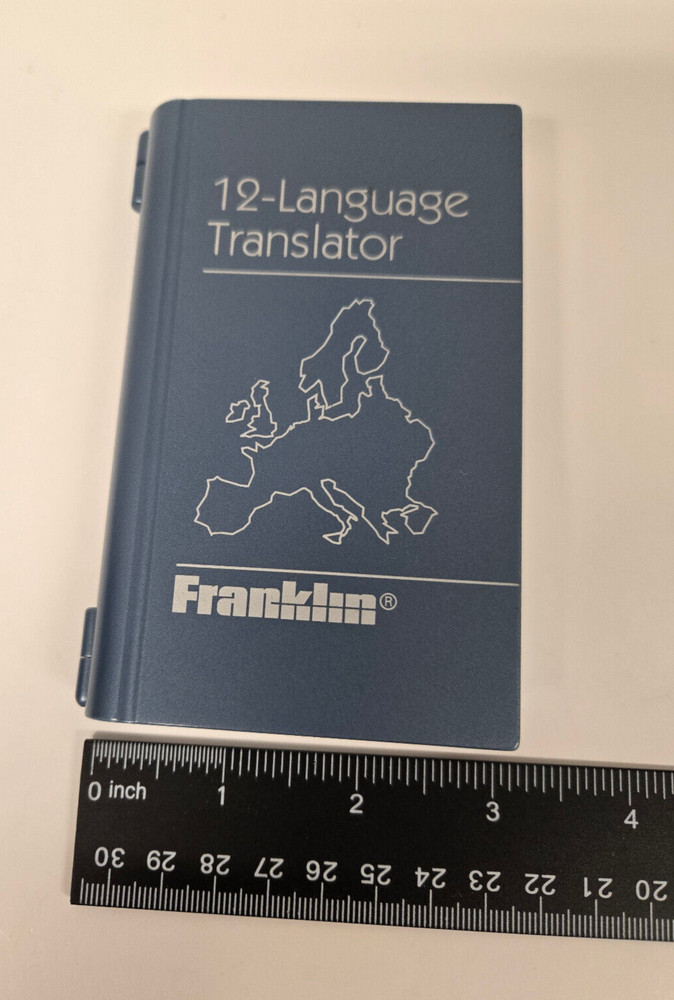 12-Language
Translator
Franklin®
0 inch 1 2 3 4
30 29 28 27 26 25 24 23 22 21 20